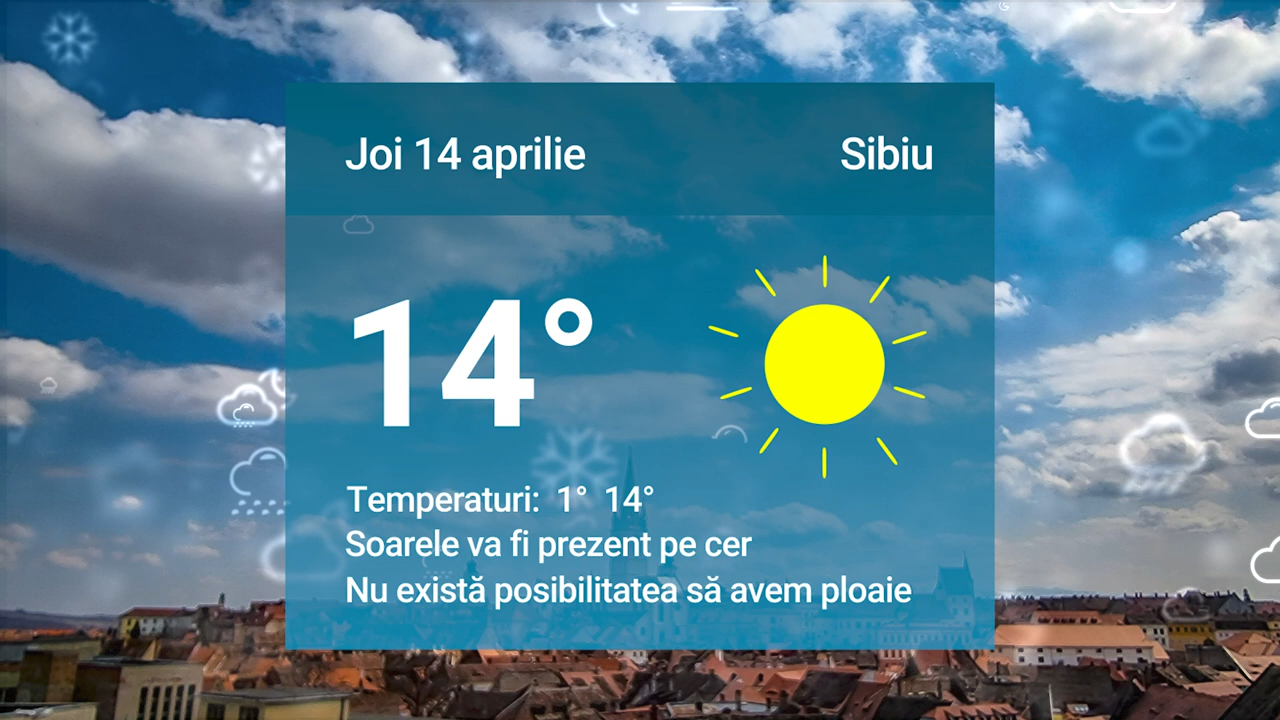 Joi 14 aprilie
Sibiu
14°
Temperaturi: 1° 14°
Soarele va fi prezent pe cer
Nu există posibilitatea să avem ploaie